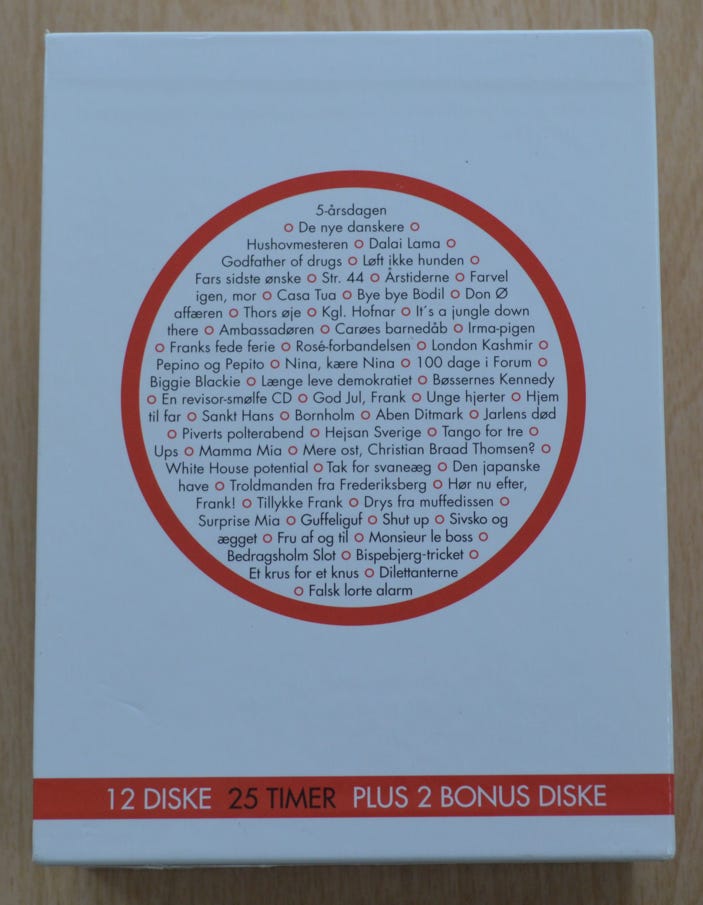 5-årsdagen
o De nye danskere o
Hushovmesteren o Dalai Lama o
Godfather of drugs o Løft ikke hunden o
Fars sidste ønske o Str. 44 o Årstiderne o Farvel
igen, mor o Casa Tua o Bye bye Bodil o Don Ø
affæren o Thors øje o Kgl. Hofnar o It´s a jungle down
there o Ambassadøren o Carøes barnedåb o Irma-pigen
o Franks fede ferie o Rosé-forbandelsen o London Kashmir o
Pepino og Pepito o Nina, kære Nina o 100 dage i Forum o
Biggie Blackie o Længe leve demokratiet o Bøssernes Kennedy
o En revisor-smølfe CD o God Jul, Frank o Unge hjerter o Hjem
til far o Sankt Hans o Bornholm o Aben Ditmark o Jarlens død
o Piverts polterabend o Hejsan Sverige o Tango for tre o
Ups o Mamma Mia o Mere ost, Christian Braad Thomsen? o
White House potential o Tak for svaneæg o Den japanske
have o Troldmanden fra Frederiksberg o Hør nu efter,
Frank! o Tillykke Frank o Drys fra muffedissen o
Surprise Mia o Guffeliguf o Shut up o Sivsko og
ægget o Fru af og til o Monsieur le boss o
Bedragsholm Slot o Bispebjerg-tricket o
Et krus for et knus o Dilettanterne
o Falsk lorte alarm
12 DISKE 25 TIMER PLUS 2 BONUS DISKE